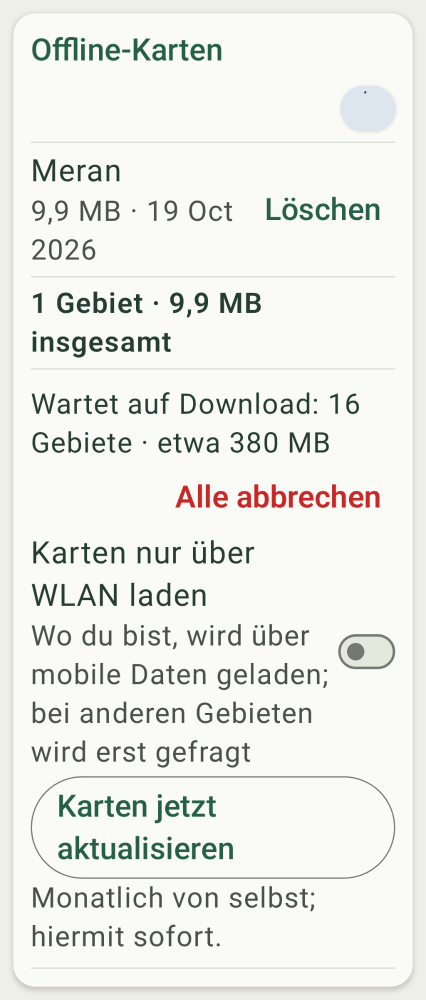 Offline-Karten
Meran
9,9 MB · 19 Oct
2026
Löschen
1 Gebiet · 9,9 MB
insgesamt
Wartet auf Download: 16
Gebiete · etwa 380 MB
Alle abbrechen
Karten nur über
WLAN laden
Wo du bist, wird über
mobile Daten geladen;
bei anderen Gebieten
wird erst gefragt
Karten jetzt
aktualisieren
Monatlich von selbst;
hiermit sofort.